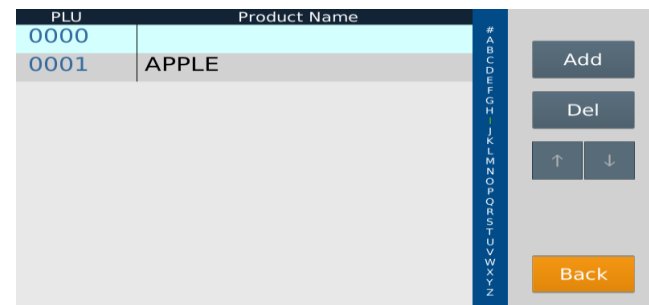 PLU Product Name
0000
0001 APPLE
#
A
B
C
D
E
F
G
H
I
J
K
L
M
N
O
P
Q
R
S
T
U
V
W
X
Y
Z
Add
Del
↑ ↓
Back